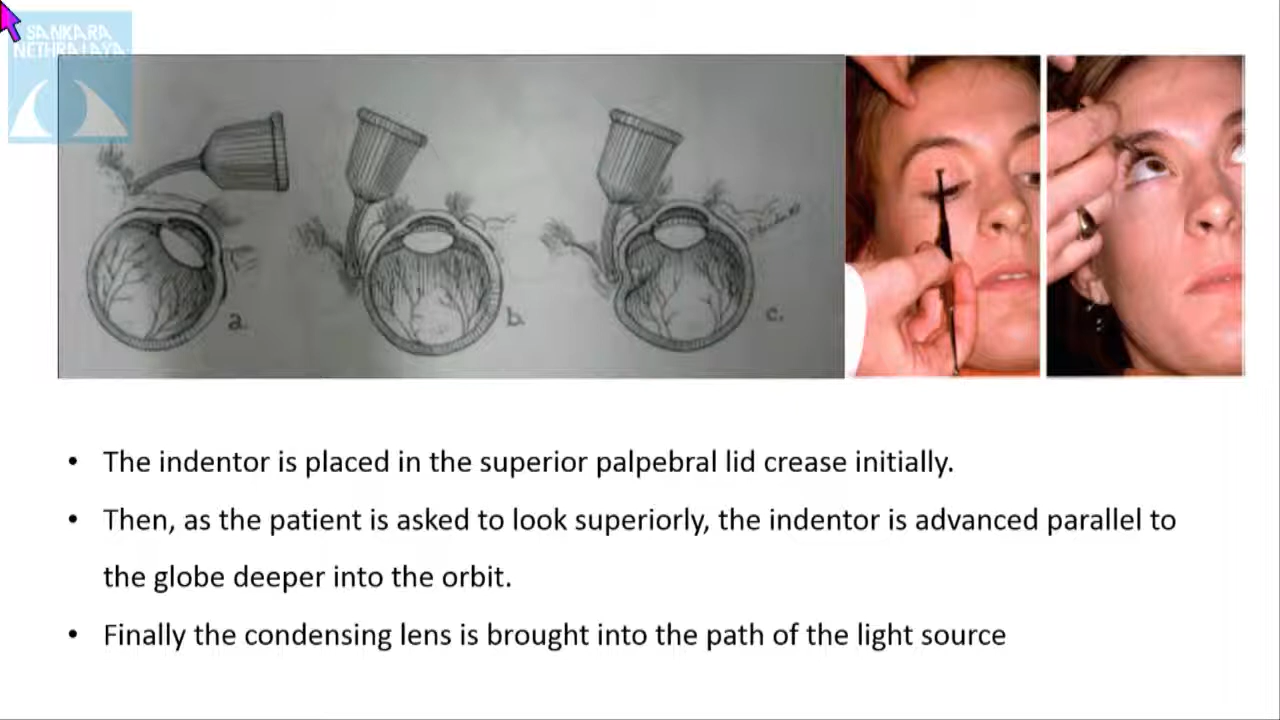 SANKARA
NETHRALAYA
a.
b.
c.
• The indentor is placed in the superior palpebral lid crease initially.
• Then, as the patient is asked to look superiorly, the indentor is advanced parallel to
the globe deeper into the orbit.
• Finally the condensing lens is brought into the path of the light source